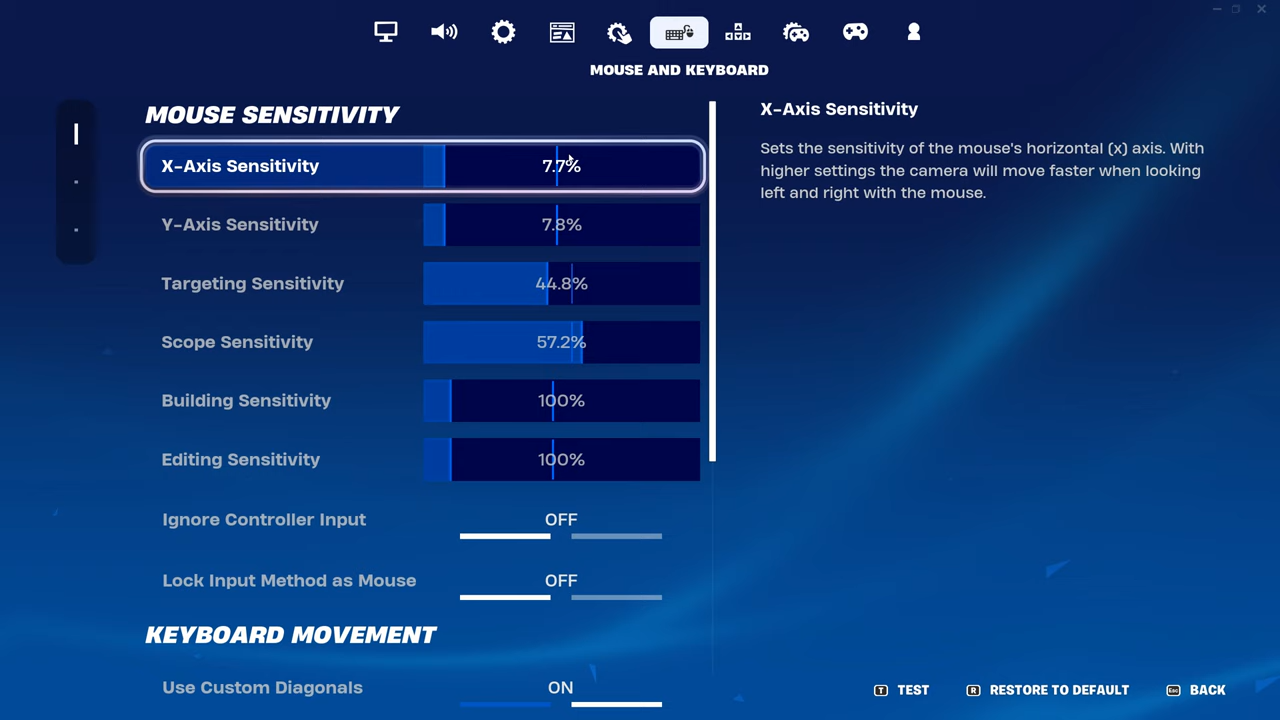 MOUSE AND KEYBOARD
MOUSE SENSITIVITY
X-Axis Sensitivity 7.7%
Y-Axis Sensitivity 7.8%
Targeting Sensitivity 44.8%
Scope Sensitivity 57.2%
Building Sensitivity 100%
Editing Sensitivity 100%
Ignore Controller Input OFF
Lock Input Method as Mouse OFF
KEYBOARD MOVEMENT
Use Custom Diagonals ON
X-Axis Sensitivity
Sets the sensitivity of the mouse's horizontal (x) axis. With
higher settings the camera will move faster when looking
left and right with the mouse.
T TEST R RESTORE TO DEFAULT Esc BACK